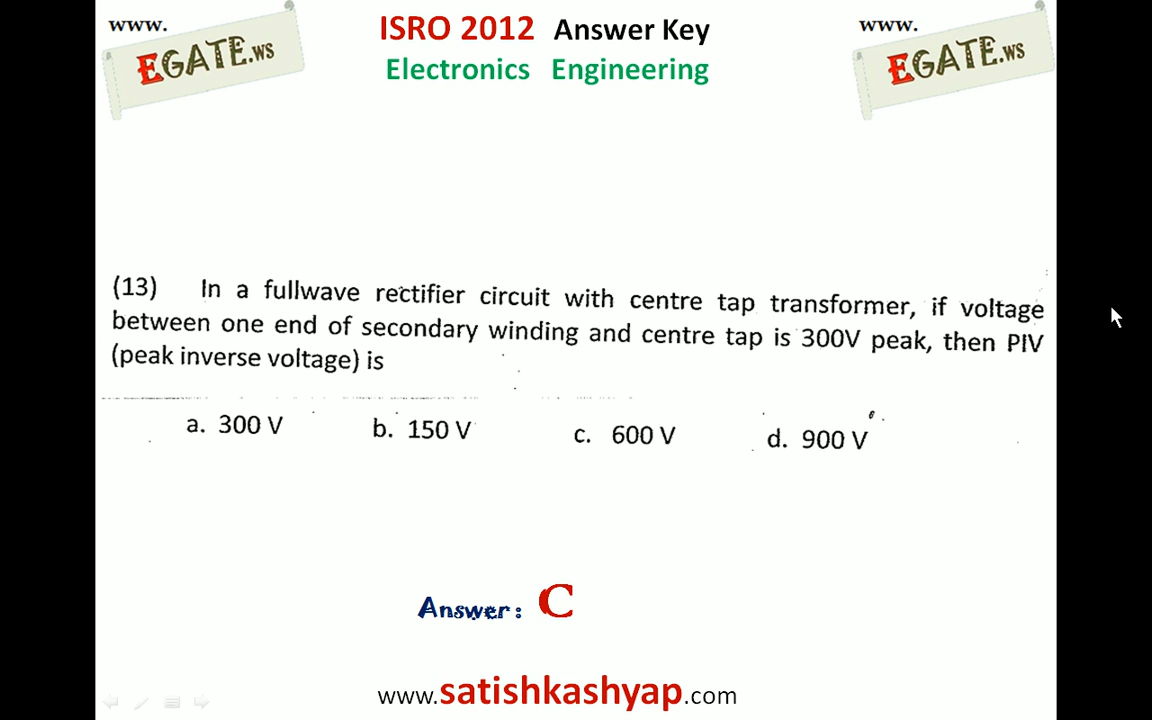 www.
EGATE.ws
ISRO 2012 Answer Key
Electronics Engineering
www.
EGATE.ws
(13) In a fullwave rectifier circuit with centre tap transformer, if voltage
between one end of secondary winding and centre tap is 300V peak, then PIV
(peak inverse voltage) is
a. 300 V b. 150 V c. 600 V d. 900 V
Answer: C
www.satishkashyap.com